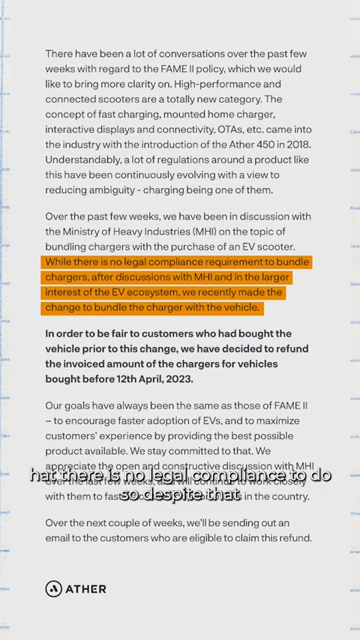 There have been a lot of conversations over the past few
weeks with regard to the FAME II policy, which we would
like to bring more clarity on. High-performance and
connected scooters are a totally new category. The
concept of fast charging, mounted home charger,
interactive displays and connectivity, OTAs, etc. came into
the industry with the introduction of the Ather 450 in 2018.
Understandably, a lot of regulations around a product like
this have been continuously evolving with a view to
reducing ambiguity - charging being one of them.
Over the past few weeks, we have been in discussion with
the Ministry of Heavy Industries (MHI) on the topic of
bundling chargers with the purchase of an EV scooter.
While there is no legal compliance requirement to bundle
chargers, after discussions with MHI and in the larger
interest of the EV ecosystem, we recently made the
change to bundle the charger with the vehicle.
In order to be fair to customers who had bought the
vehicle prior to this change, we have decided to refund
the invoiced amount of the chargers for vehicles
bought before 12th April, 2023.
Our goals have always been the same as those of FAME II
– to encourage faster adoption of EVs, and to maximize
customers' experience by providing the best possible
product available. We stay committed to that. We
appreciate the open and constructive discussion with MHI
hat there is no legal compliance to do
over the last few weeks, and will continue to work closely
so despite that
with them to in the country.
Over the next couple of weeks, we'll be sending out an
email to the customers who are eligible to claim this refund.
ATHER